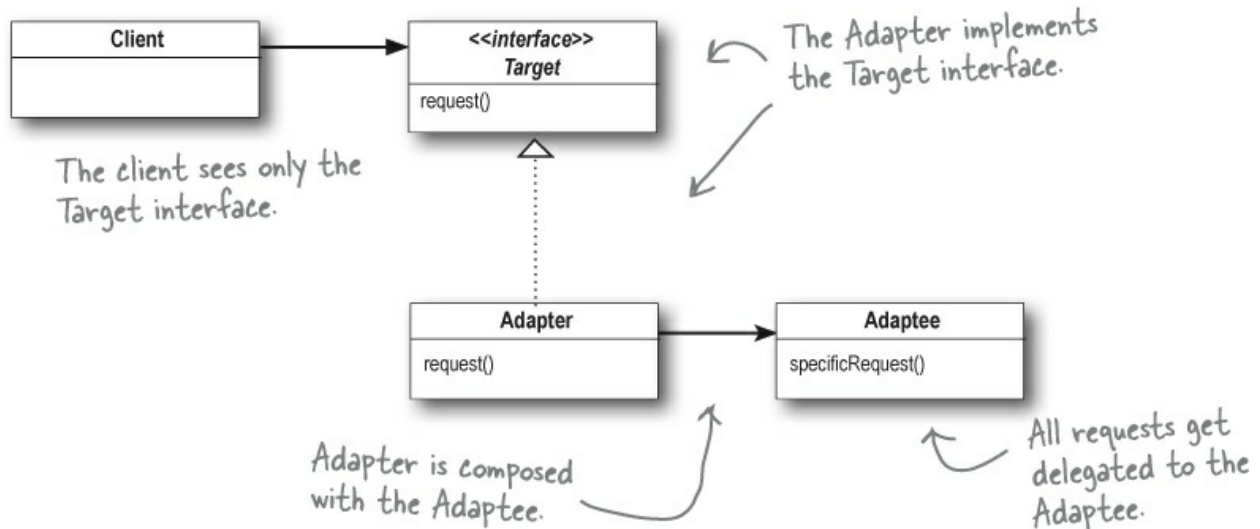 Client
<<interface>>
Target
request()
The Adapter implements
the Target interface.
The client sees only the
Target interface.
Adapter
request()
Adaptee
specificRequest()
Adapter is composed
with the Adaptee.
All requests get
delegated to the
Adaptee.